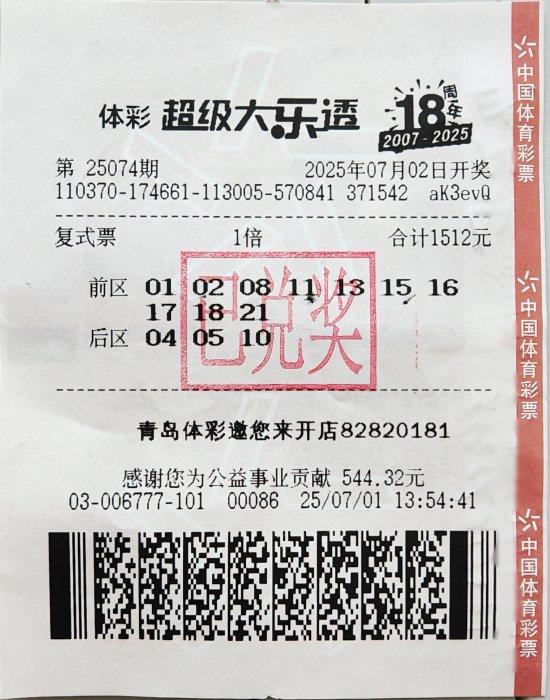 体彩 超级大乐透 18周年 2007-2025
第 25074期 2025年07月02日开奖
110370-174661-113005-570841 371542 aK3evQ
复式票 1倍 合计1512元
前区 01 02 08 11 13 15 16
17 18 21
后区 04 05 10
已兑奖
青岛体彩邀您来开店82820181
感谢您为公益事业贡献 544.32元
03-006777-101 00086 25/07/01 13:54:41
中国体育彩票
中国体育彩票
中国体育彩票